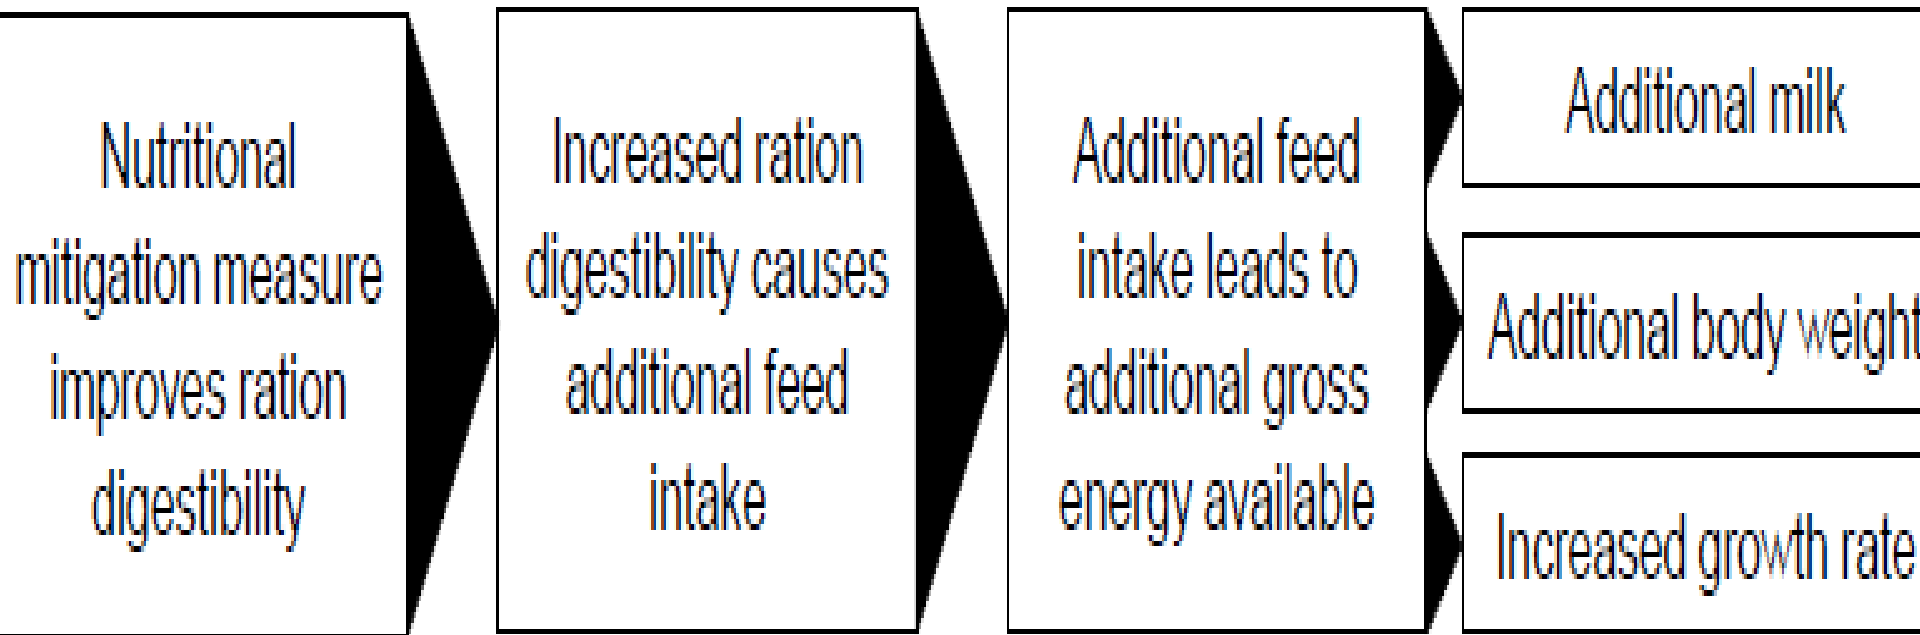 Nutritional
mitigation measure
improves ration
digestibility
Increased ration
digestibility causes
additional feed
intake
Additional feed
intake leads to
additional gross
energy available
Additional milk
Additional body weight
Increased growth rate